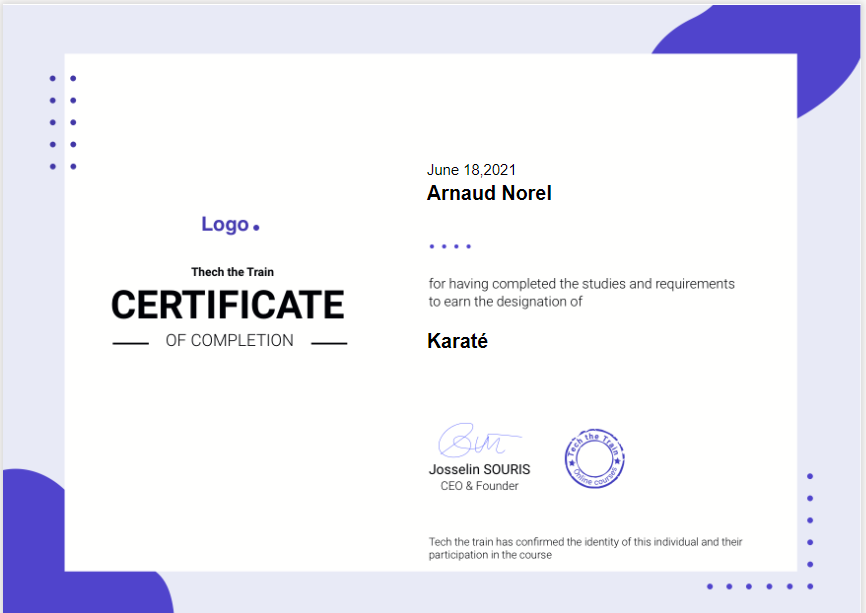 Logo
Thech the Train
CERTIFICATE
OF COMPLETION
June 18,2021
Arnaud Norel
for having completed the studies and requirements
to earn the designation of
Karaté
Josselin SOURIS
CEO & Founder
Tech the Train
Online courses
Tech the train has confirmed the identity of this individual and their
participation in the course